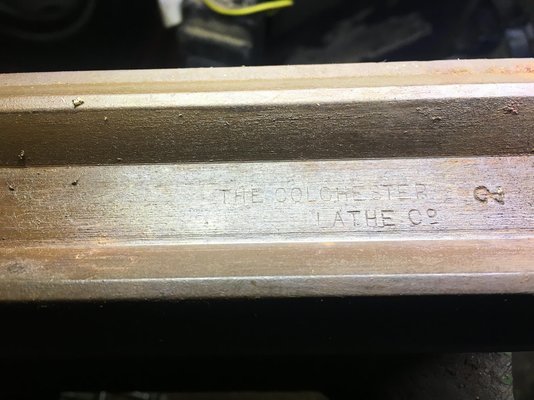 THE COLCHESTER
LATHE Cº